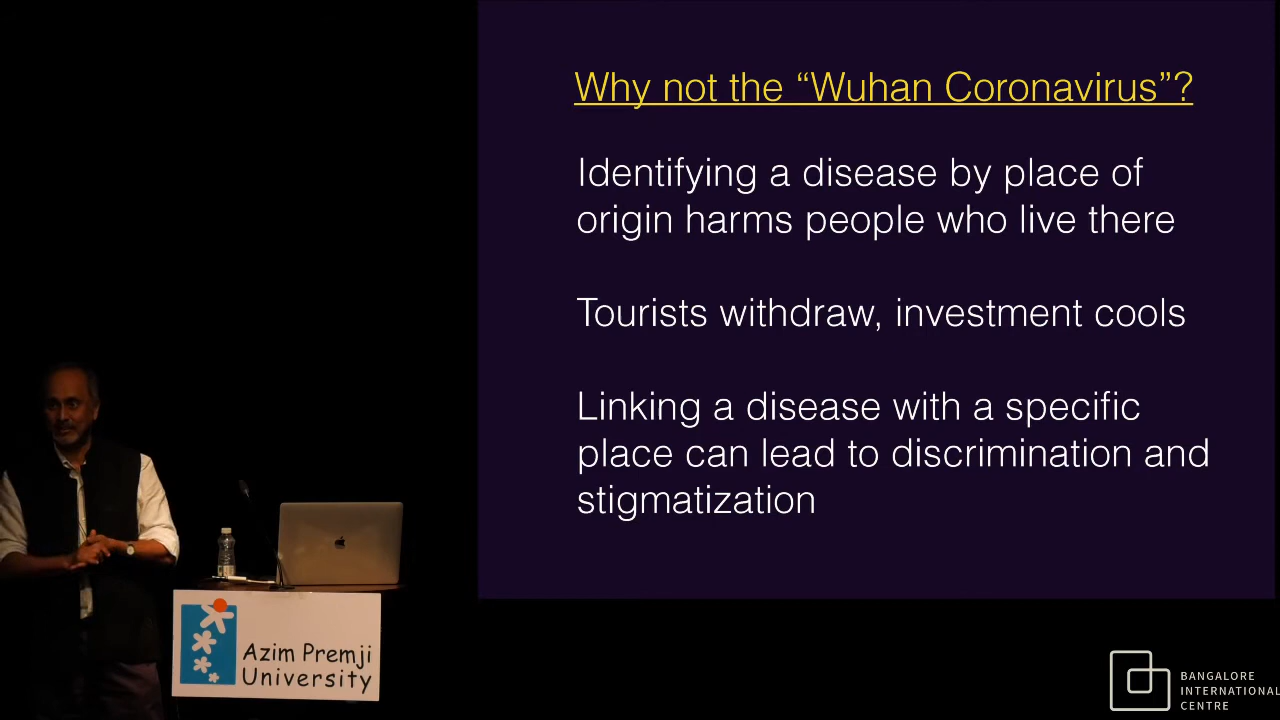 Why not the “Wuhan Coronavirus”?
Identifying a disease by place of
origin harms people who live there
Tourists withdraw, investment cools
Linking a disease with a specific
place can lead to discrimination and
stigmatization
Azim Premji
University
BANGALORE
INTERNATIONAL
CENTRE